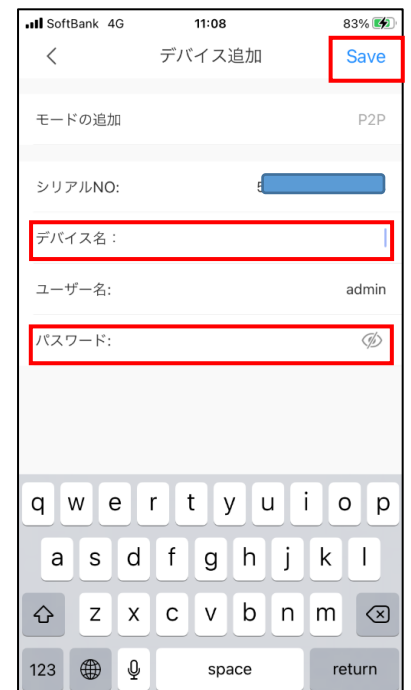 SoftBank 4G 11:08 83%
デバイス追加 Save
モードの追加 P2P
シリアルNO:
デバイス名：
ユーザー名: admin
パスワード:
q w e r t y u i o p
a s d f g h j k l
z x c v b n m
123 space return